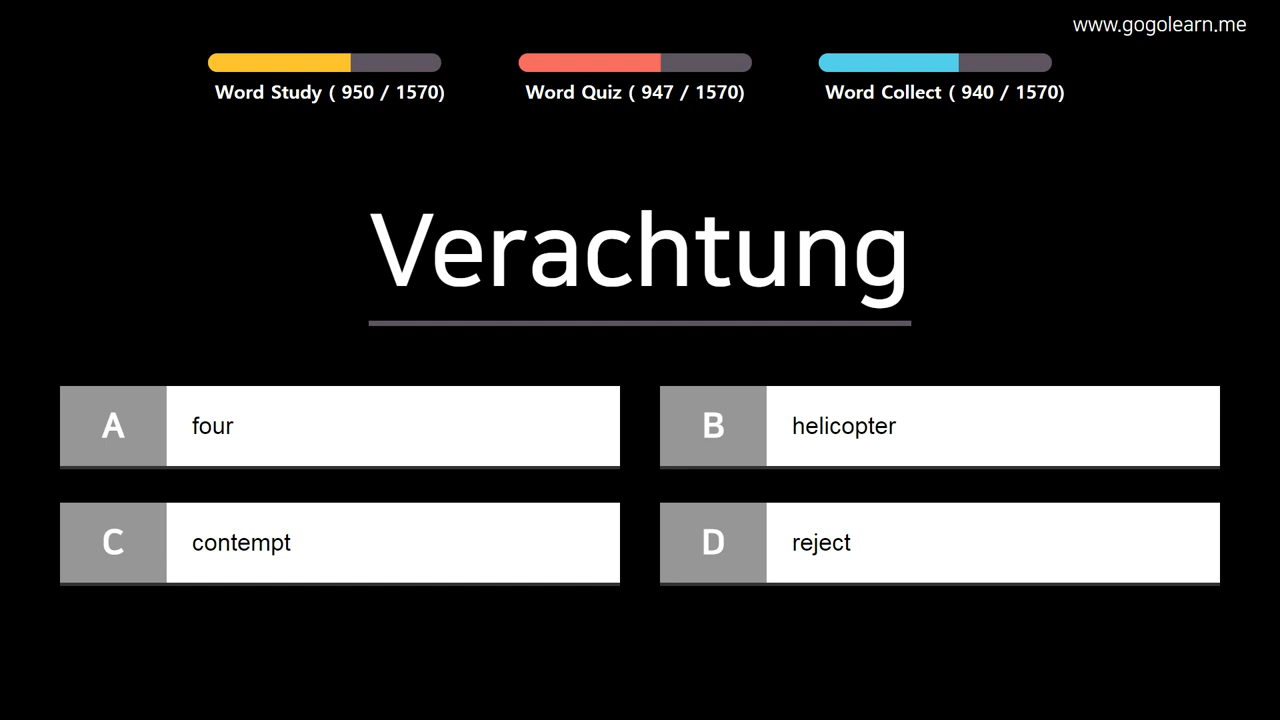 www.gogolearn.me
Word Study ( 950 / 1570)
Word Quiz ( 947 / 1570)
Word Collect ( 940 / 1570)
Verachtung
A four
B helicopter
C contempt
D reject